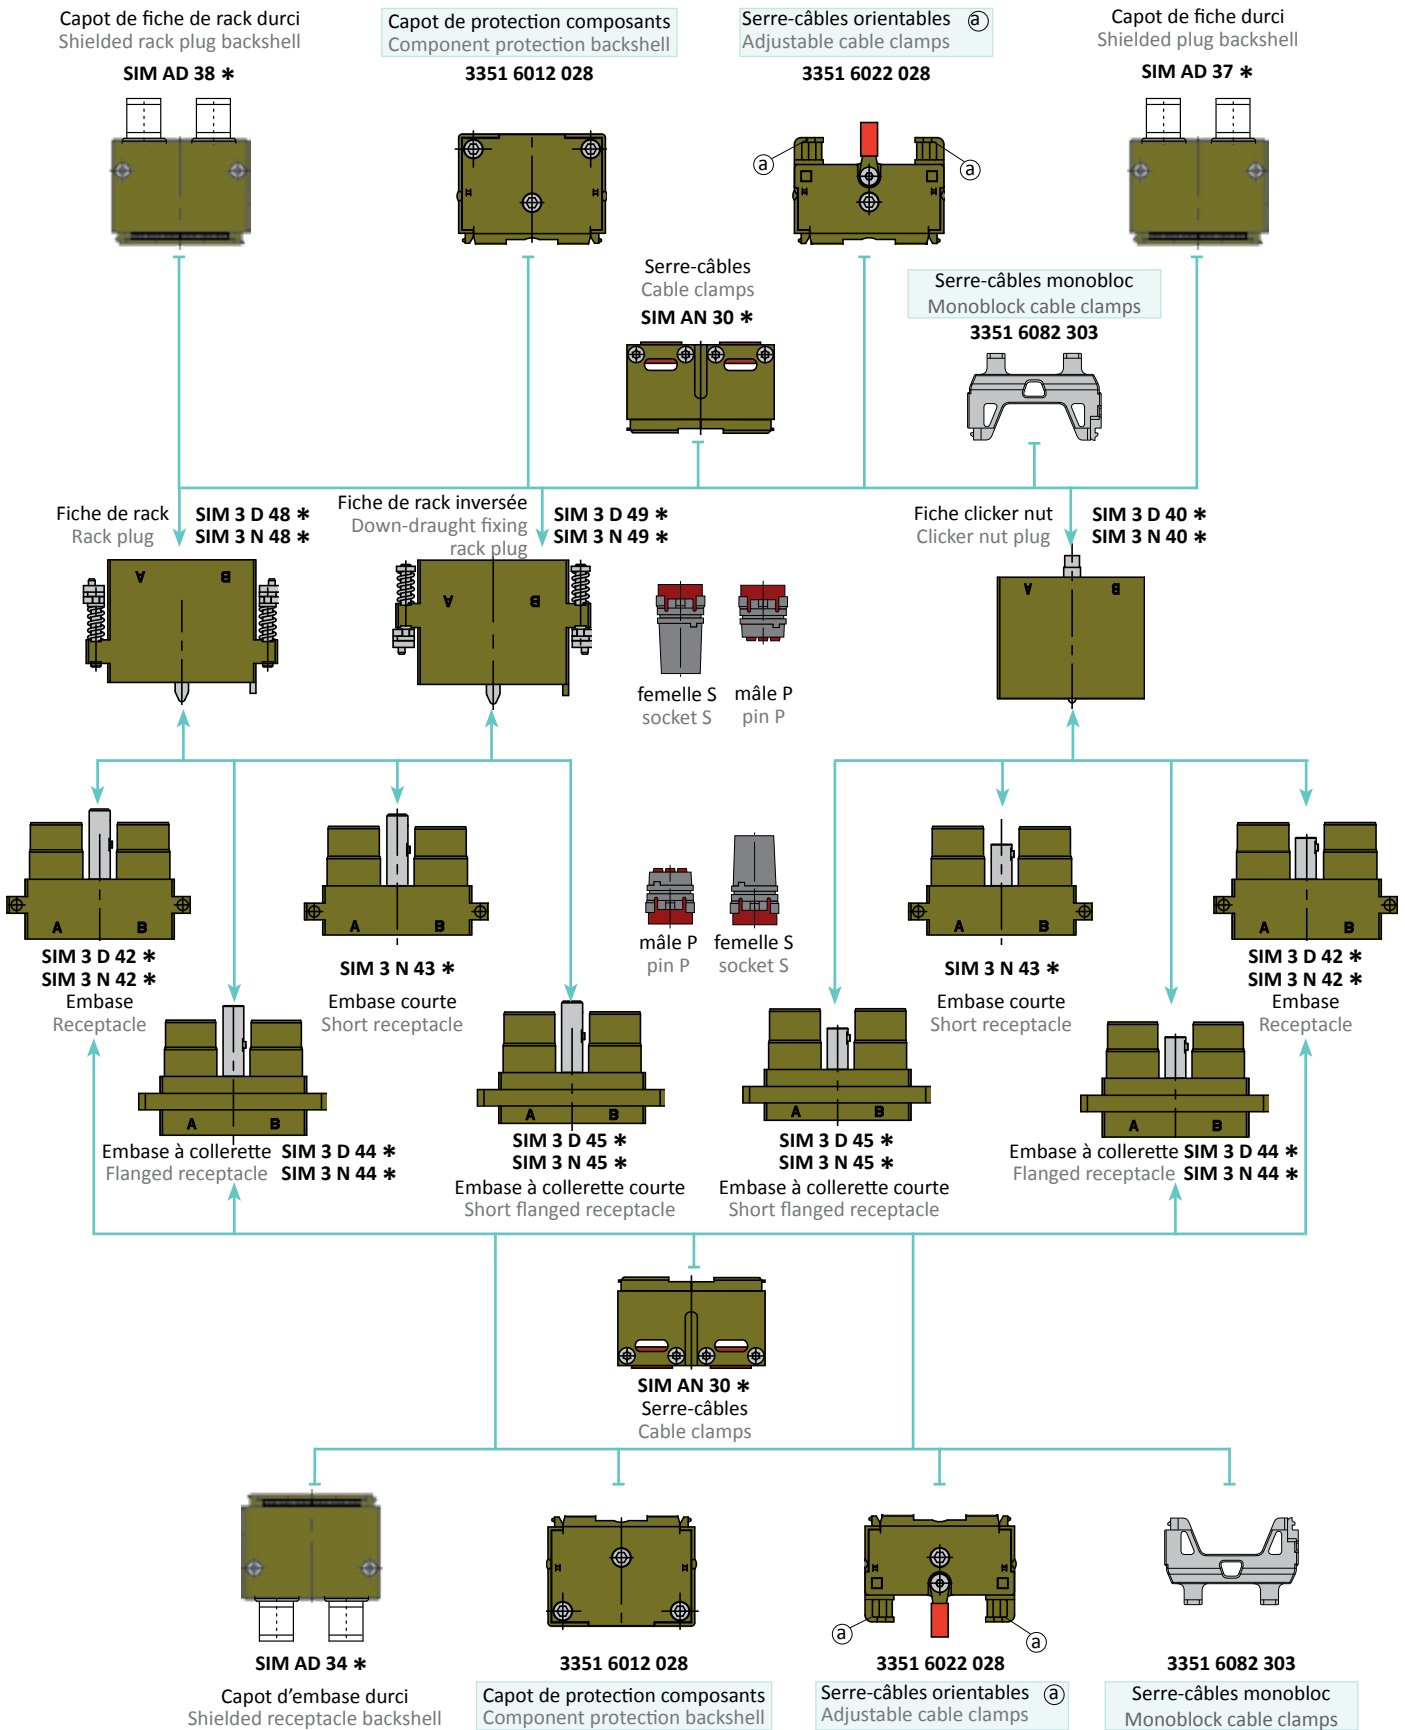 Capot de fiche de rack durci
Shielded rack plug backshell
SIM AD 38 *
Capot de protection composants
Component protection backshell
3351 6012 028
Serre-câbles orientables a
Adjustable cable clamps
3351 6022 028
Capot de fiche durci
Shielded plug backshell
SIM AD 37 *
a
a
Serre-câbles
Cable clamps
SIM AN 30 *
Serre-câbles monobloc
Monoblock cable clamps
3351 6082 303
Fiche de rack
Rack plug
SIM 3 D 48 *
SIM 3 N 48 *
Fiche de rack inversée
Down-draught fixing
rack plug
SIM 3 D 49 *
SIM 3 N 49 *
Fiche clicker nut
Clicker nut plug
SIM 3 D 40 *
SIM 3 N 40 *
A B
A B
A B
femelle S
socket S
mâle P
pin P
A B
A B
A B
A B
mâle P
pin P
femelle S
socket S
SIM 3 D 42 *
SIM 3 N 42 *
Embase
Receptacle
SIM 3 N 43 *
Embase courte
Short receptacle
SIM 3 N 43 *
Embase courte
Short receptacle
SIM 3 D 42 *
SIM 3 N 42 *
Embase
Receptacle
A B
A B
A B
A B
Embase à collerette SIM 3 D 44 *
Flanged receptacle SIM 3 N 44 *
SIM 3 D 45 *
SIM 3 N 45 *
Embase à collerette courte
Short flanged receptacle
SIM 3 D 45 *
SIM 3 N 45 *
Embase à collerette courte
Short flanged receptacle
Embase à collerette SIM 3 D 44 *
Flanged receptacle SIM 3 N 44 *
SIM AN 30 *
Serre-câbles
Cable clamps
a
a
SIM AD 34 *
Capot d'embase durci
Shielded receptacle backshell
3351 6012 028
Capot de protection composants
Component protection backshell
3351 6022 028
Serre-câbles orientables a
Adjustable cable clamps
3351 6082 303
Serre-câbles monobloc
Monoblock cable clamps